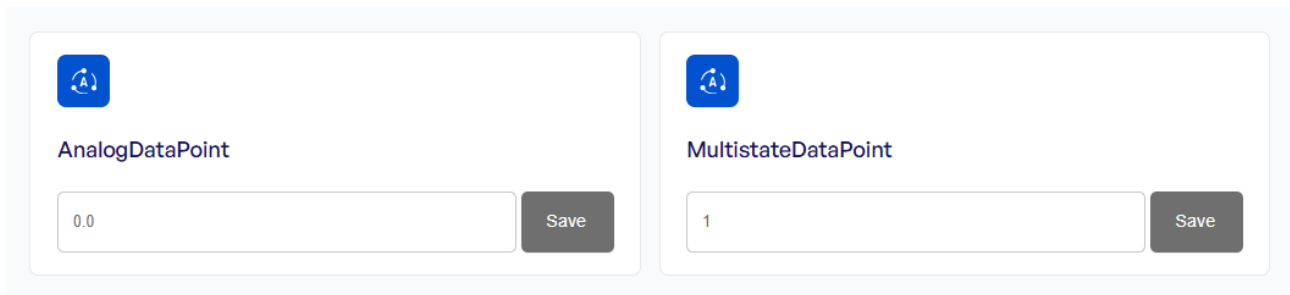 A
AnalogDataPoint
0.0
Save
A
MultistateDataPoint
1
Save